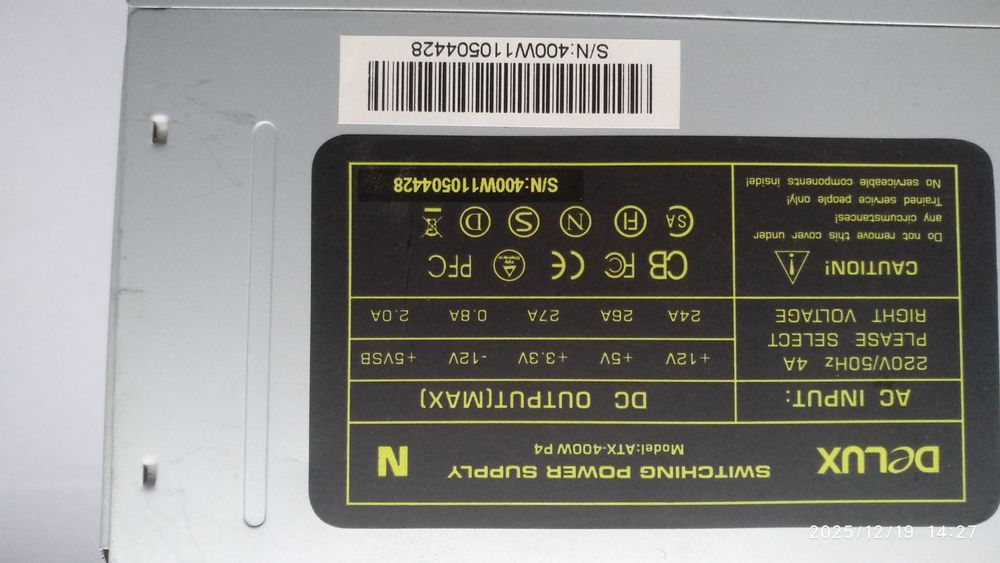 DeLUX
SWITCHING POWER SUPPLY
Model:ATX-400W P4
N
AC INPUT:
220V/50Hz 4A
PLEASE SELECT
RIGHT VOLTAGE
DC OUTPUT(MAX)
+12V +5V +3.3V -12V +5VSB
24A 26A 27A 0.8A 2.0A
CAUTION!
Do not remove this cover under
any circumstances!
Trained service people only!
No serviceable components inside!
CB FC CE PFC
SA FI N S D
S/N:400W110504428
S/N:400W110504428
2025/12/19 14:27